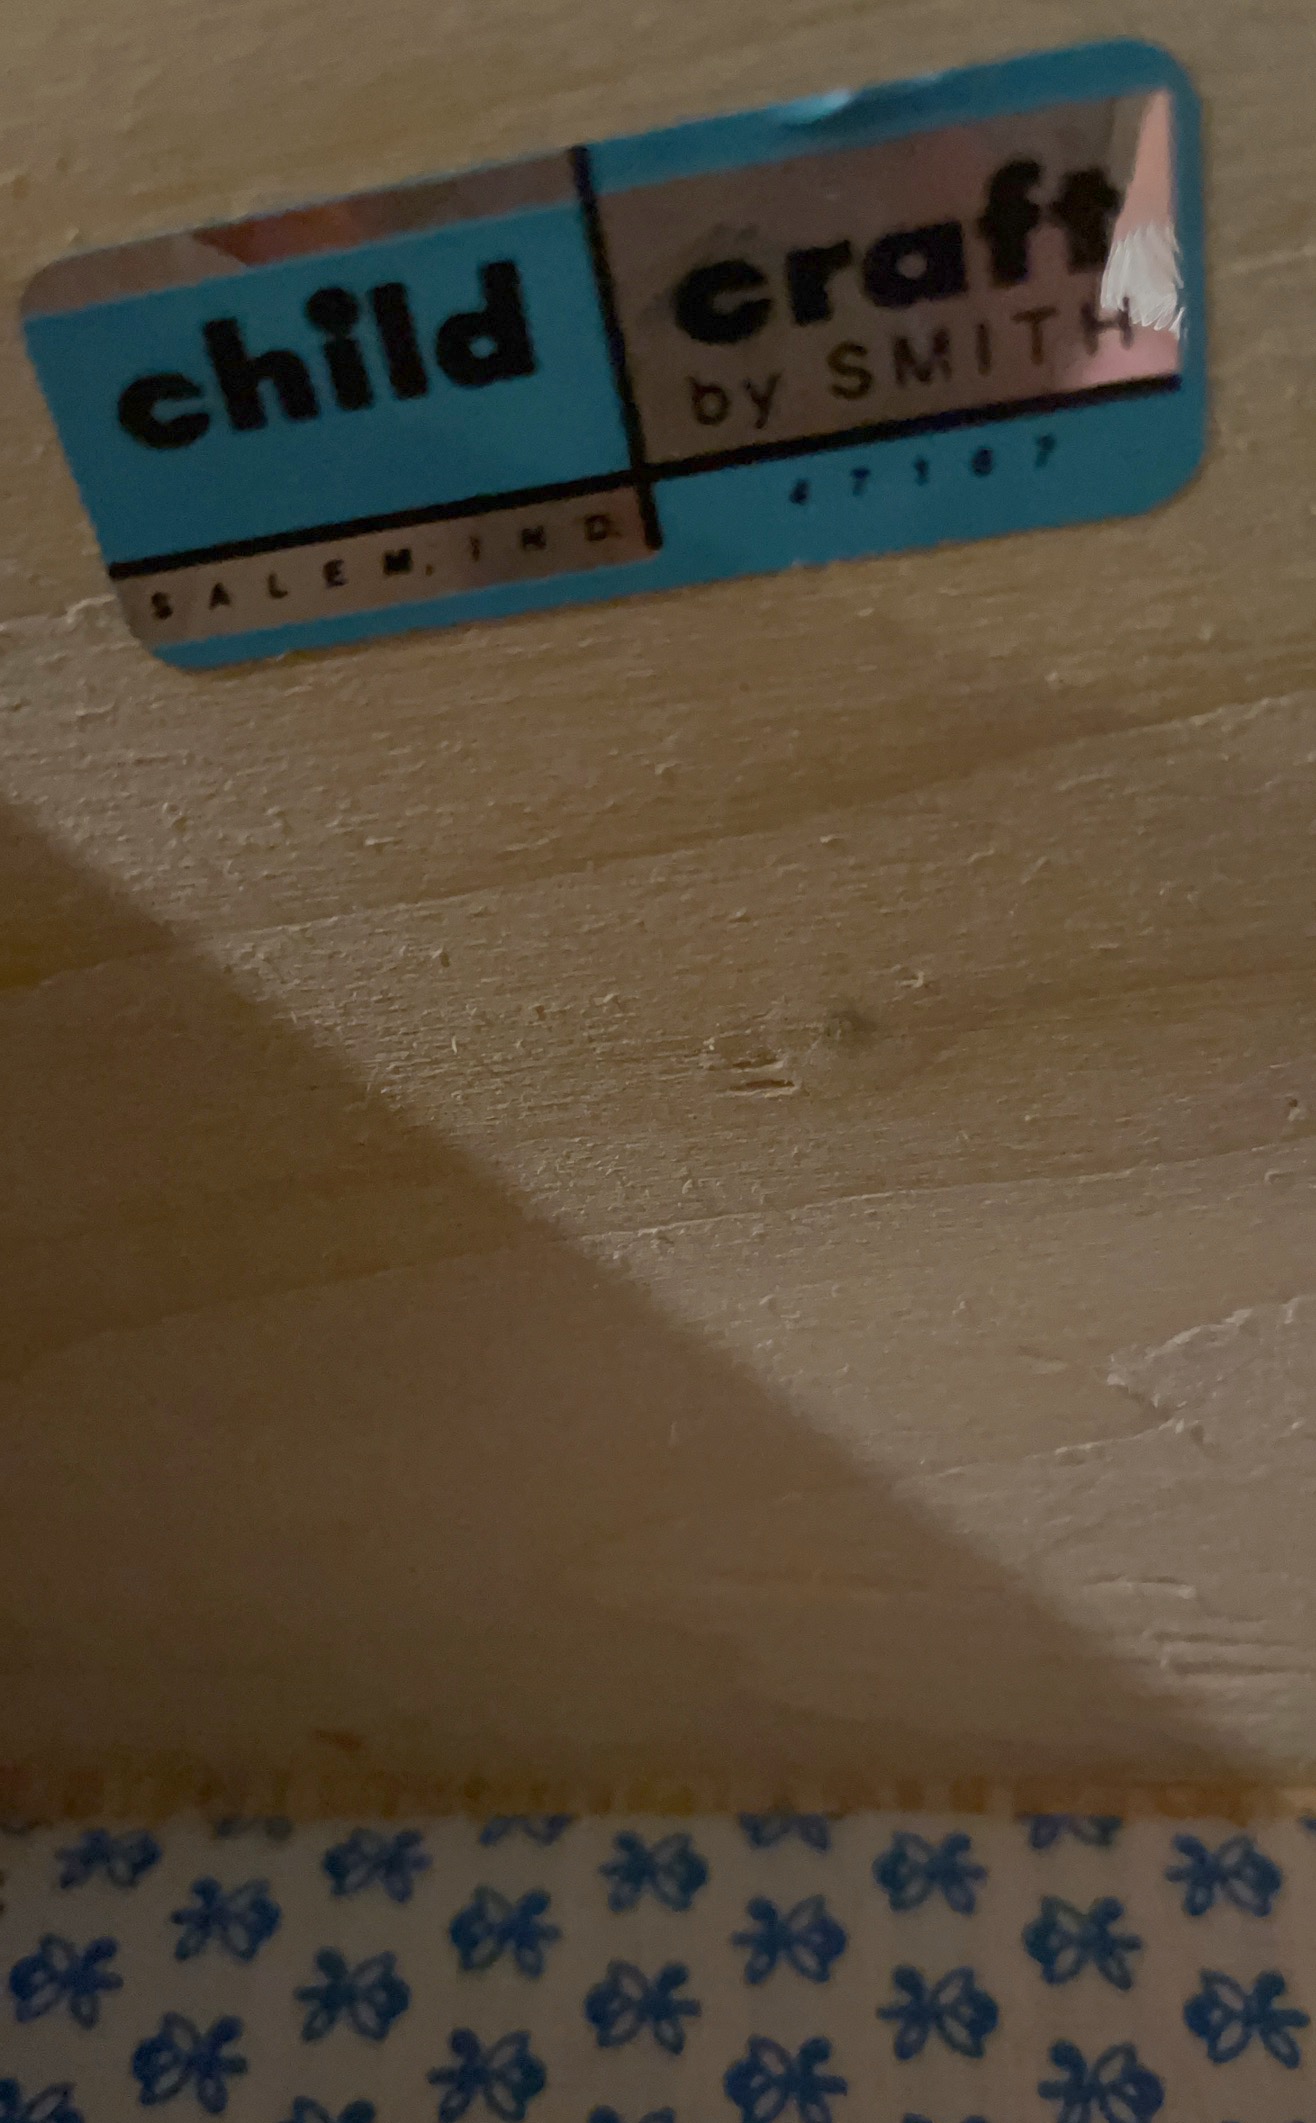 child craft
by SMITH
SALEM, IND. 47167